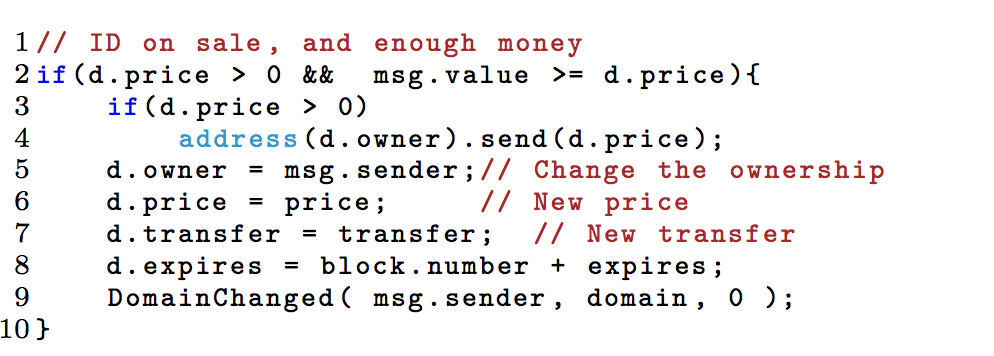 1 // ID on sale, and enough money
2 if(d.price > 0 && msg.value >= d.price){
3 if(d.price > 0)
4 address(d.owner).send(d.price);
5 d.owner = msg.sender;// Change the ownership
6 d.price = price; // New price
7 d.transfer = transfer; // New transfer
8 d.expires = block.number + expires;
9 DomainChanged( msg.sender, domain, 0 );
10 }